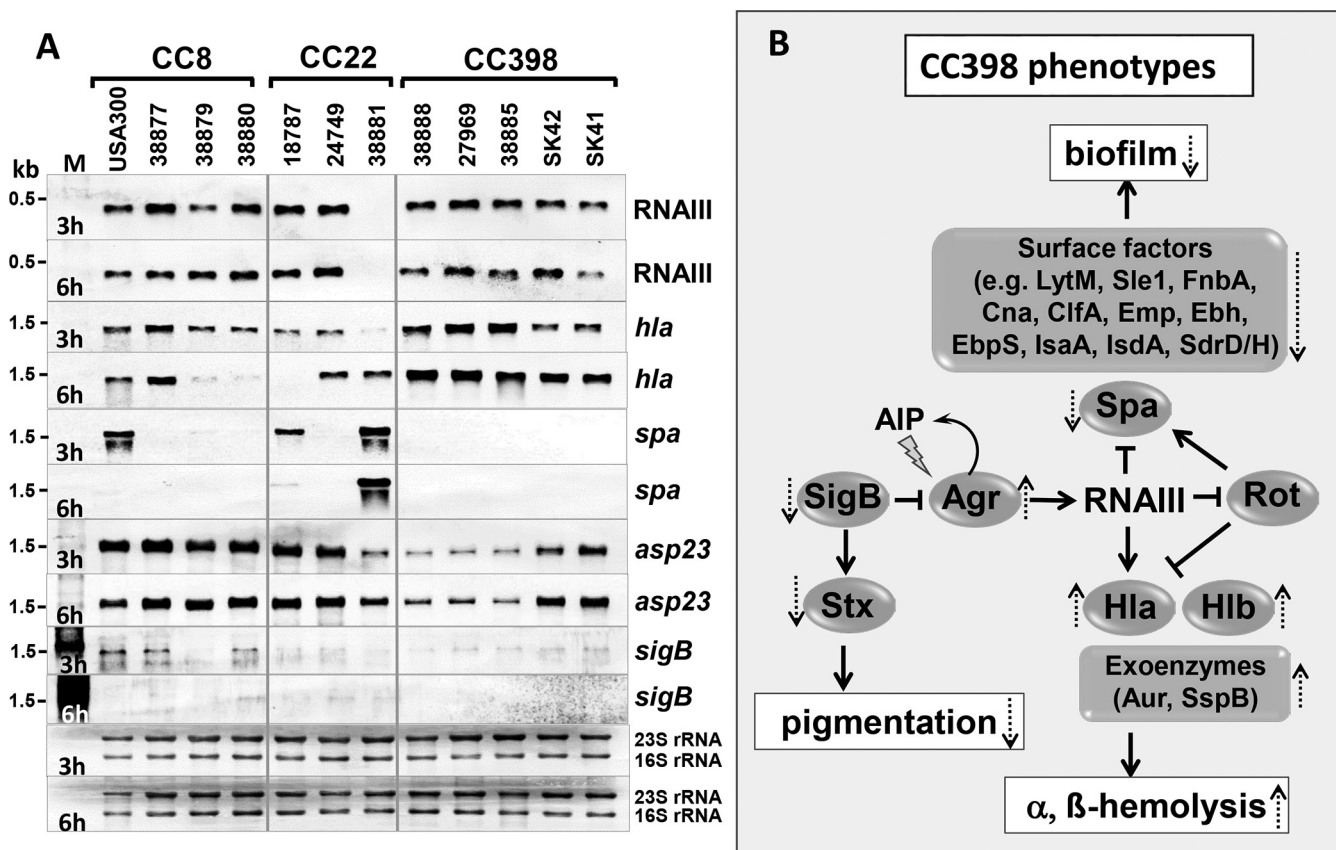 A
CC8
CC22
CC398
USA300
38877
38879
38880
18787
24749
38881
38888
27969
38885
SK42
SK41
kb
M
0.5
3h
RNAIII
0.5
6h
RNAIII
1.5
3h
hla
1.5
6h
hla
1.5
3h
spa
1.5
6h
spa
1.5
3h
asp23
1.5
6h
asp23
1.5
3h
sigB
1.5
6h
sigB
23S rRNA
16S rRNA
3h
23S rRNA
16S rRNA
6h
B
CC398 phenotypes
biofilm
Surface factors
(e.g. LytM, Sle1, FnbA,
Cna, ClfA, Emp, Ebh,
EbpS, IsaA, IsdA, SdrD/H)
Spa
AIP
SigB
Agr
RNAIII
Rot
Stx
Hla
Hlb
Exoenzymes
(Aur, SspB)
pigmentation
α, ß-hemolysis